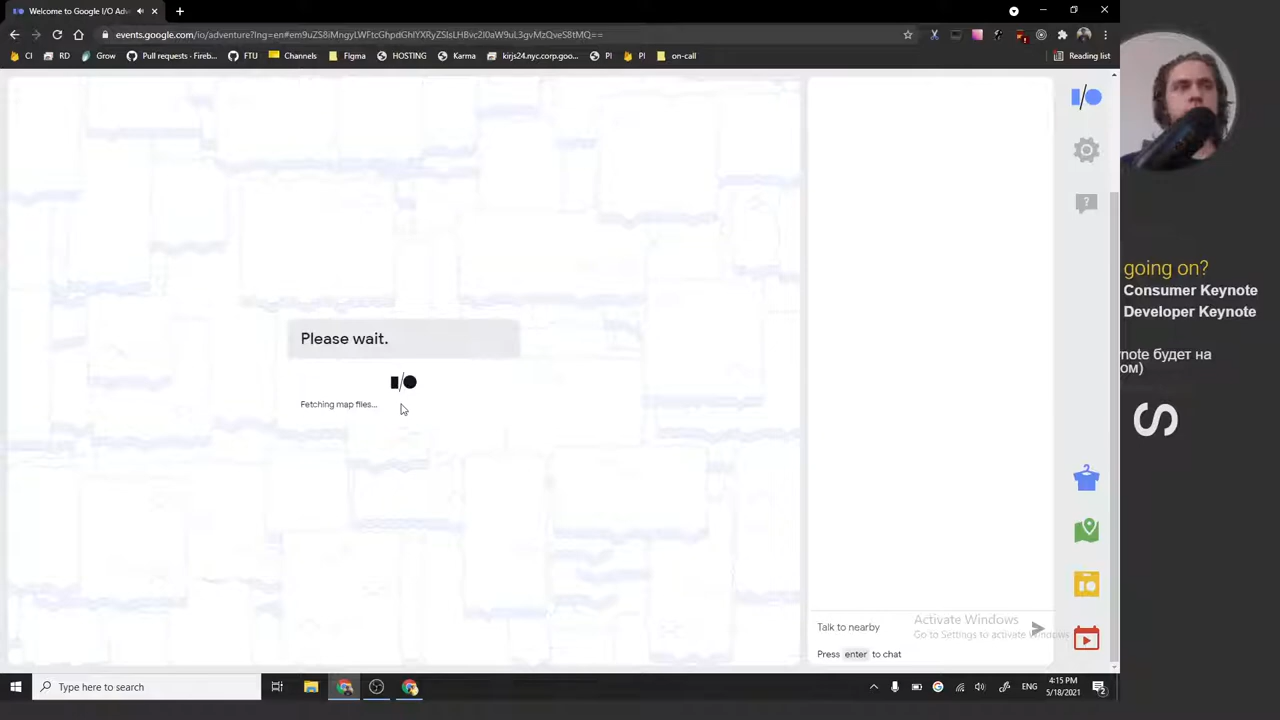 Welcome to Google I/O Adv
events.google.com/io/adventure?lng=en#em9uZS8iMngyLWFtcGhpdGhlYXRyZSIsLHBvc2l0aW9uL3gvMzQveS8tMQ==
CI
RD
Grow
Pull requests · Fireb...
FTU
Channels
Figma
HOSTING
Karma
kirjs24.nyc.corp.goo...
PI
PI
on-call
Reading list
I/O
going on?
Consumer Keynote
Developer Keynote
Please wait.
I/O
Fetching map files...
note будет на
ом)
S
Talk to nearby
Activate Windows
Go to Settings to activate Windows.
Press enter to chat
Type here to search
ENG
4:15 PM
5/18/2021
2